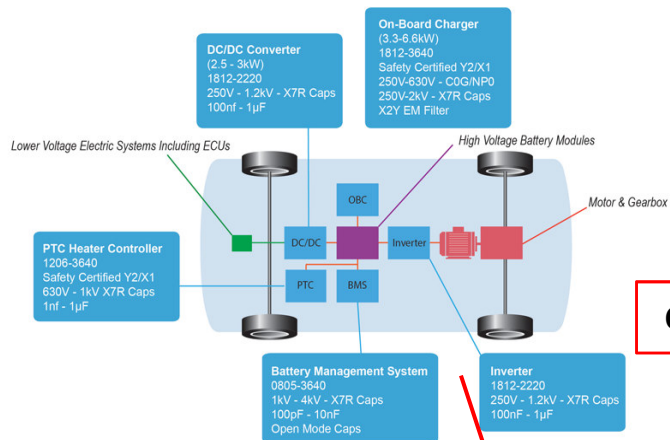 DC/DC Converter
(2.5 - 3kW)
1812-2220
250V - 1.2kV - X7R Caps
100nf - 1µF
On-Board Charger
(3.3-6.6kW)
1812-3640
Safety Certified Y2/X1
250V-630V - C0G/NP0
250V-2kV - X7R Caps
X2Y EM Filter
Lower Voltage Electric Systems Including ECUs
High Voltage Battery Modules
OBC
Motor & Gearbox
PTC Heater Controller
1206-3640
Safety Certified Y2/X1
630V - 1kV X7R Caps
1nf - 1µF
DC/DC
Inverter
PTC
BMS
Battery Management System
0805-3640
1kV - 4kV - X7R Caps
100pF - 10nF
Open Mode Caps
Inverter
1812-2220
250V - 1.2kV - X7R Caps
100nF - 1µF